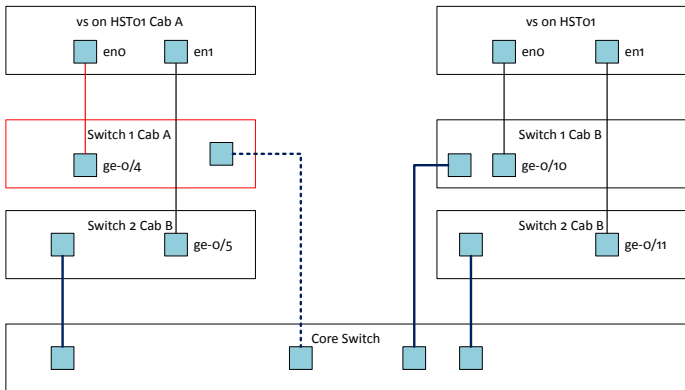 vs on HST01 Cab A
en0
en1
Switch 1 Cab A
ge-0/4
Switch 2 Cab B
ge-0/5
vs on HST01
en0
en1
Switch 1 Cab B
ge-0/10
Switch 2 Cab B
ge-0/11
Core Switch